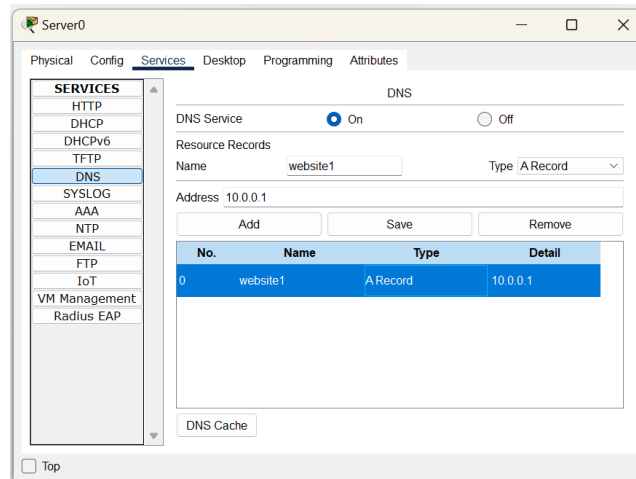 Server0
Physical Config Services Desktop Programming Attributes
SERVICES
HTTP
DHCP
DHCPv6
TFTP
DNS
SYSLOG
AAA
NTP
EMAIL
FTP
IoT
VM Management
Radius EAP
DNS
DNS Service On Off
Resource Records
Name website1 Type A Record
Address 10.0.0.1
Add Save Remove
No. Name Type Detail
0 website1 A Record 10.0.0.1
DNS Cache
Top